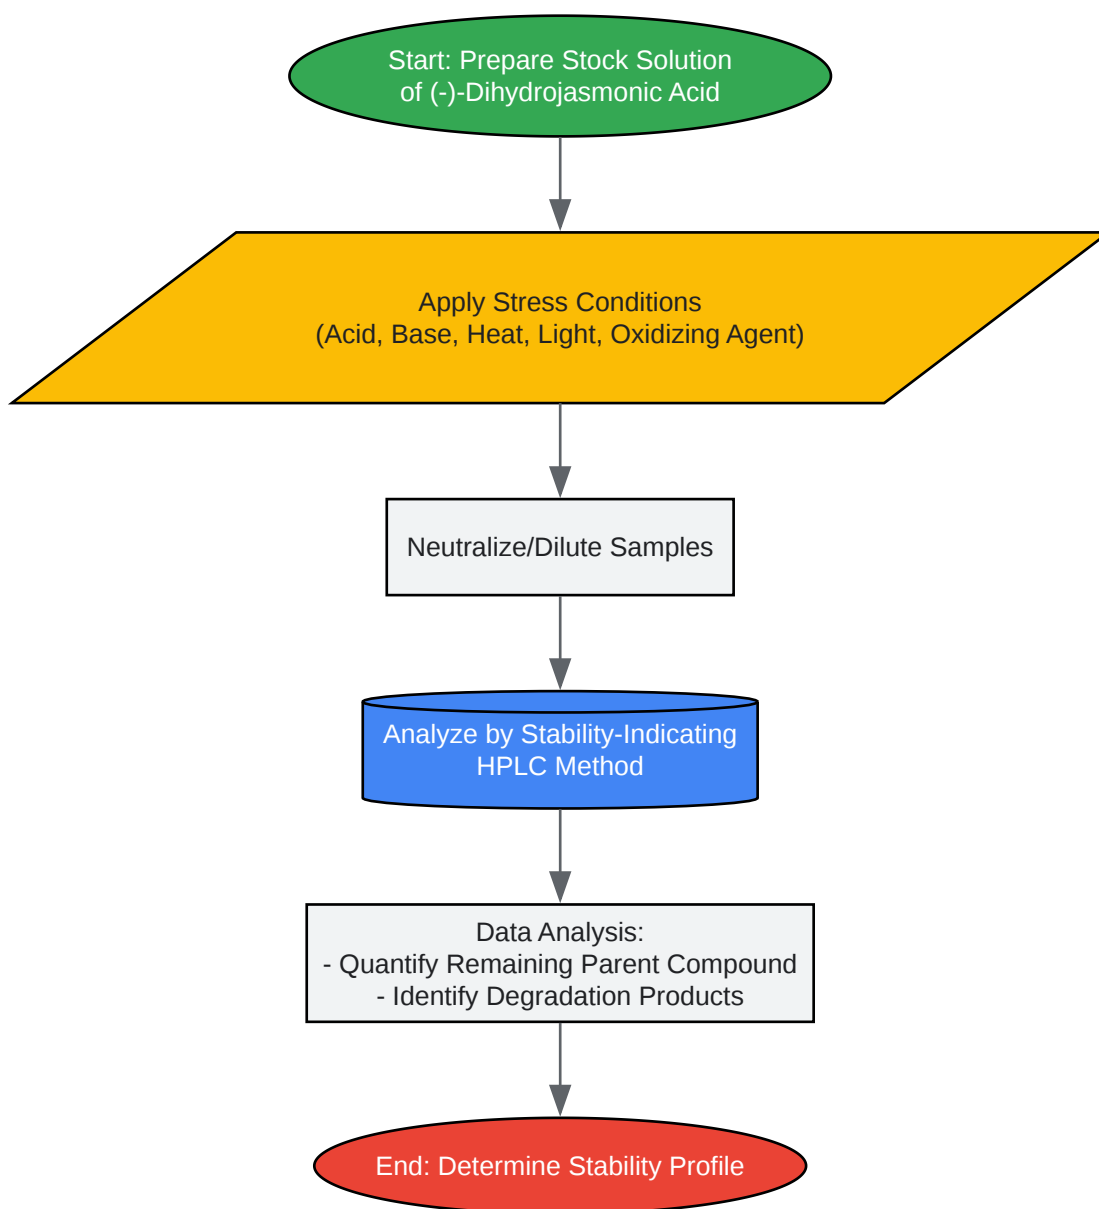 Start: Prepare Stock Solution
of (-)-Dihydrojasmonic Acid
Apply Stress Conditions
(Acid, Base, Heat, Light, Oxidizing Agent)
Neutralize/Dilute Samples
Analyze by Stability-Indicating
HPLC Method
Data Analysis:
- Quantify Remaining Parent Compound
- Identify Degradation Products
End: Determine Stability Profile